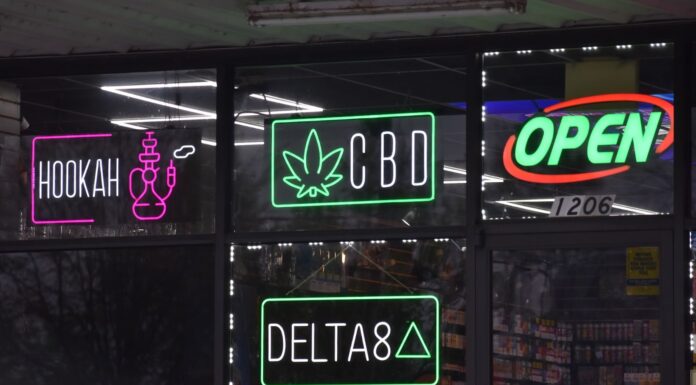 HOOKAH
CBD
OPEN
1206
DELTA8